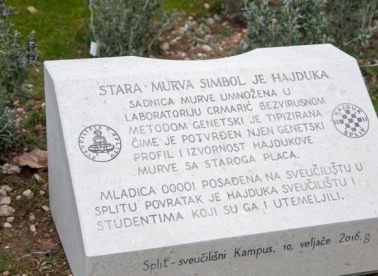 STARA MURVA SIMBOL JE HAJDUKA
SADNICA MURVE UMNOŽENA U
LABORATORIJU CRMARIĆ BEZVIRUSNOM
METODOM GENETSKI JE TIPIZIRANA
ČIME JE POTVRĐEN NJEN GENETSKI
PROFIL I IZVORNOST HAJDUKOVE
MURVE SA STAROGA PLACA.
MLADICA 00001 POSAĐENA NA SVEUČILIŠTU U
SPLITU POVRATAK JE HAJDUKA SVEUČILIŠTU I
STUDENTIMA KOJI SU GA I UTEMELJILI.
Split - sveučilišni Kampus, 10. veljače 2016.g.
HAJDUK
SPLIT